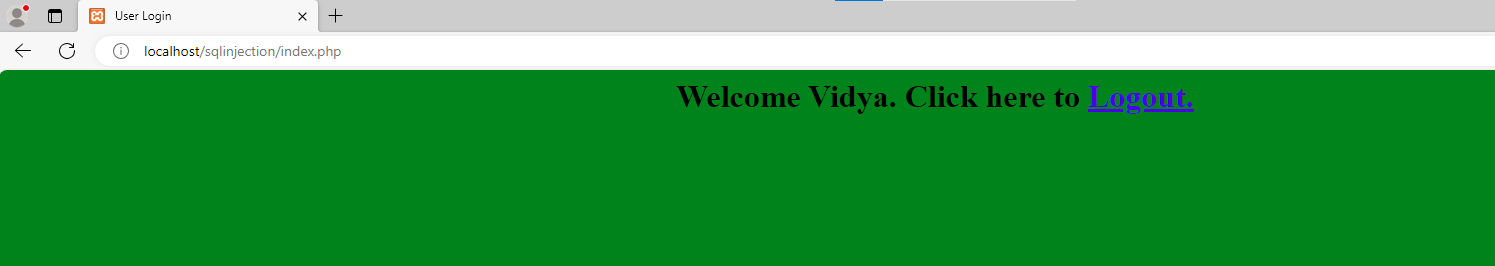 User Login
localhost/sqlinjection/index.php
Welcome Vidya. Click here to Logout.